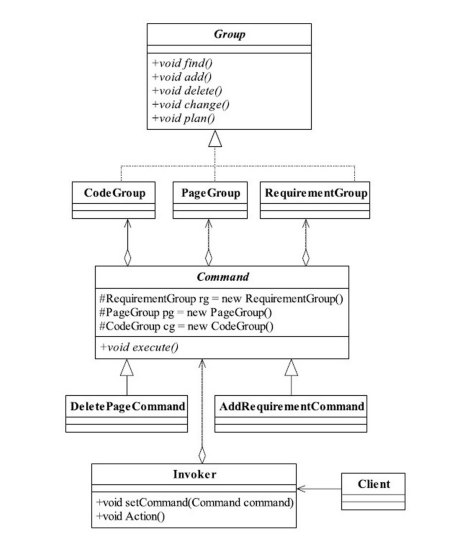 Group
+void find()
+void add()
+void delete()
+void change()
+void plan()
CodeGroup
PageGroup
RequirementGroup
Command
#RequirementGroup rg = new RequirementGroup()
#PageGroup pg = new PageGroup()
#CodeGroup cg = new CodeGroup()
+void execute()
DeletePageCommand
AddRequirementCommand
Invoker
+void setCommand(Command command)
+void Action()
Client